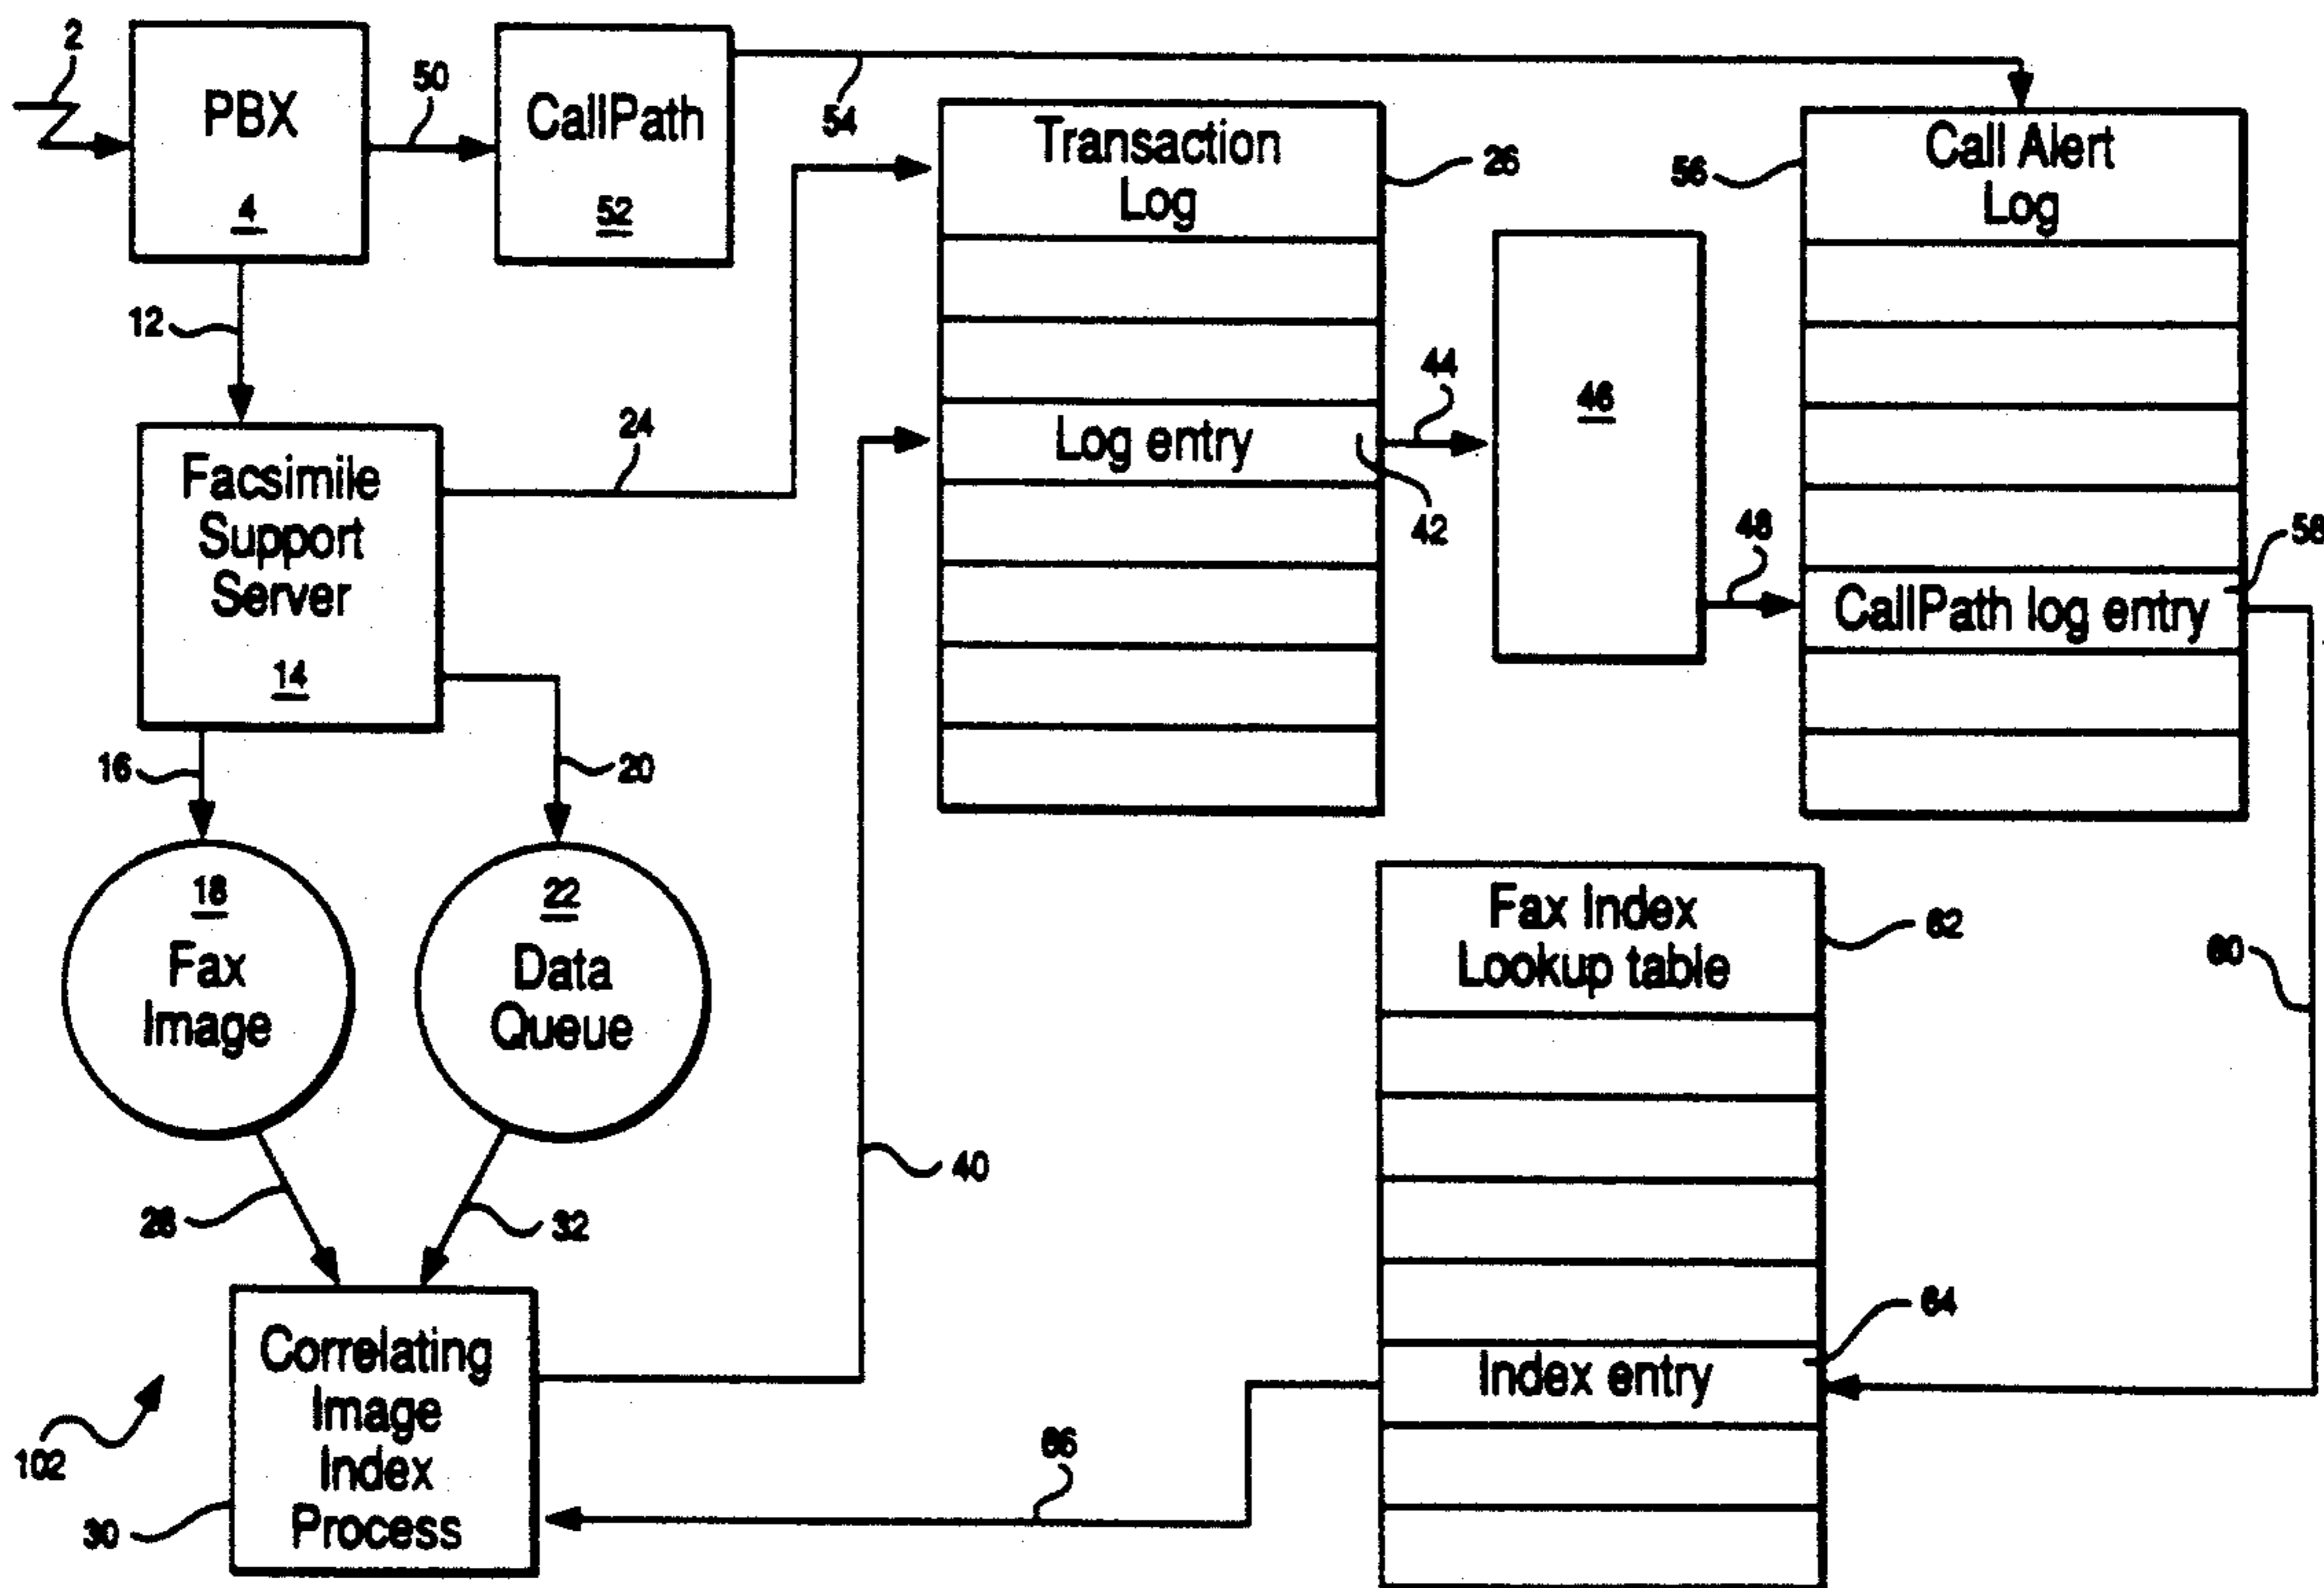 2
PBX
4
50
CallPath
52
54
12
Transaction
Log
26
56
Call Alert
Log
Facsimile
Support
Server
14
24
Log entry
42
44
46
48
CallPath log entry
58
16
20
18
Fax
Image
22
Data
Queue
28
32
40
Fax Index
Lookup table
62
60
Index entry
64
66
Correlating
Image
Index
Process
30
102